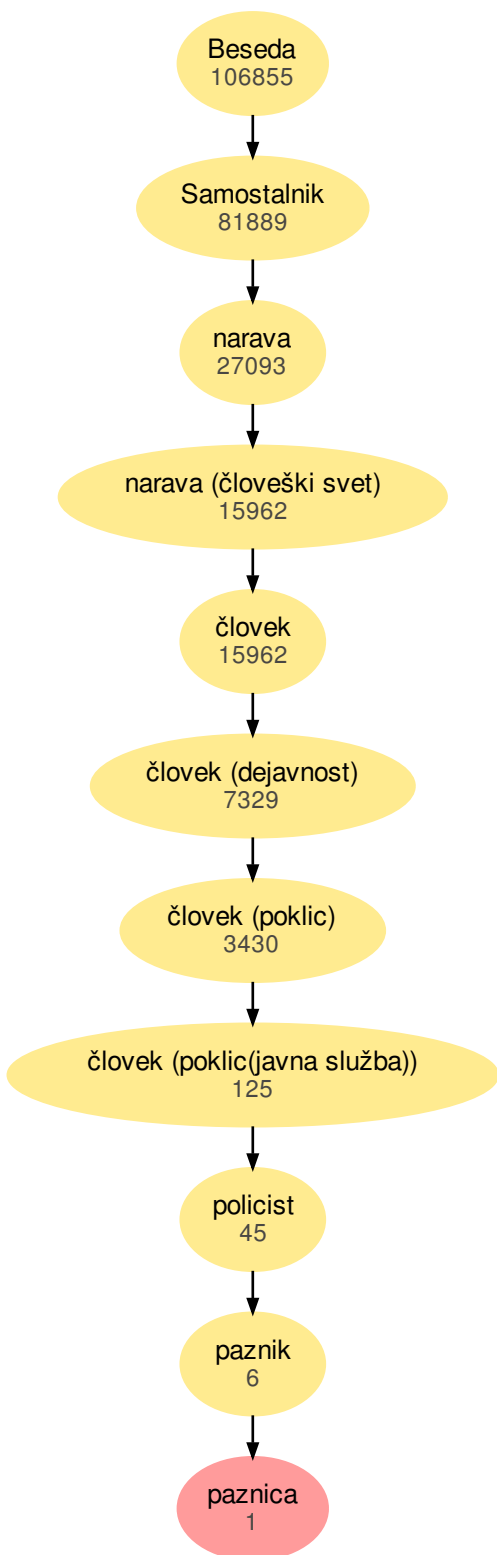 Beseda
106855
Samostalnik
81889
narava
27093
narava (človeški svet)
15962
človek
15962
človek (dejavnost)
7329
človek (poklic)
3430
človek (poklic(javna služba))
125
policist
45
paznik
6
paznica
1